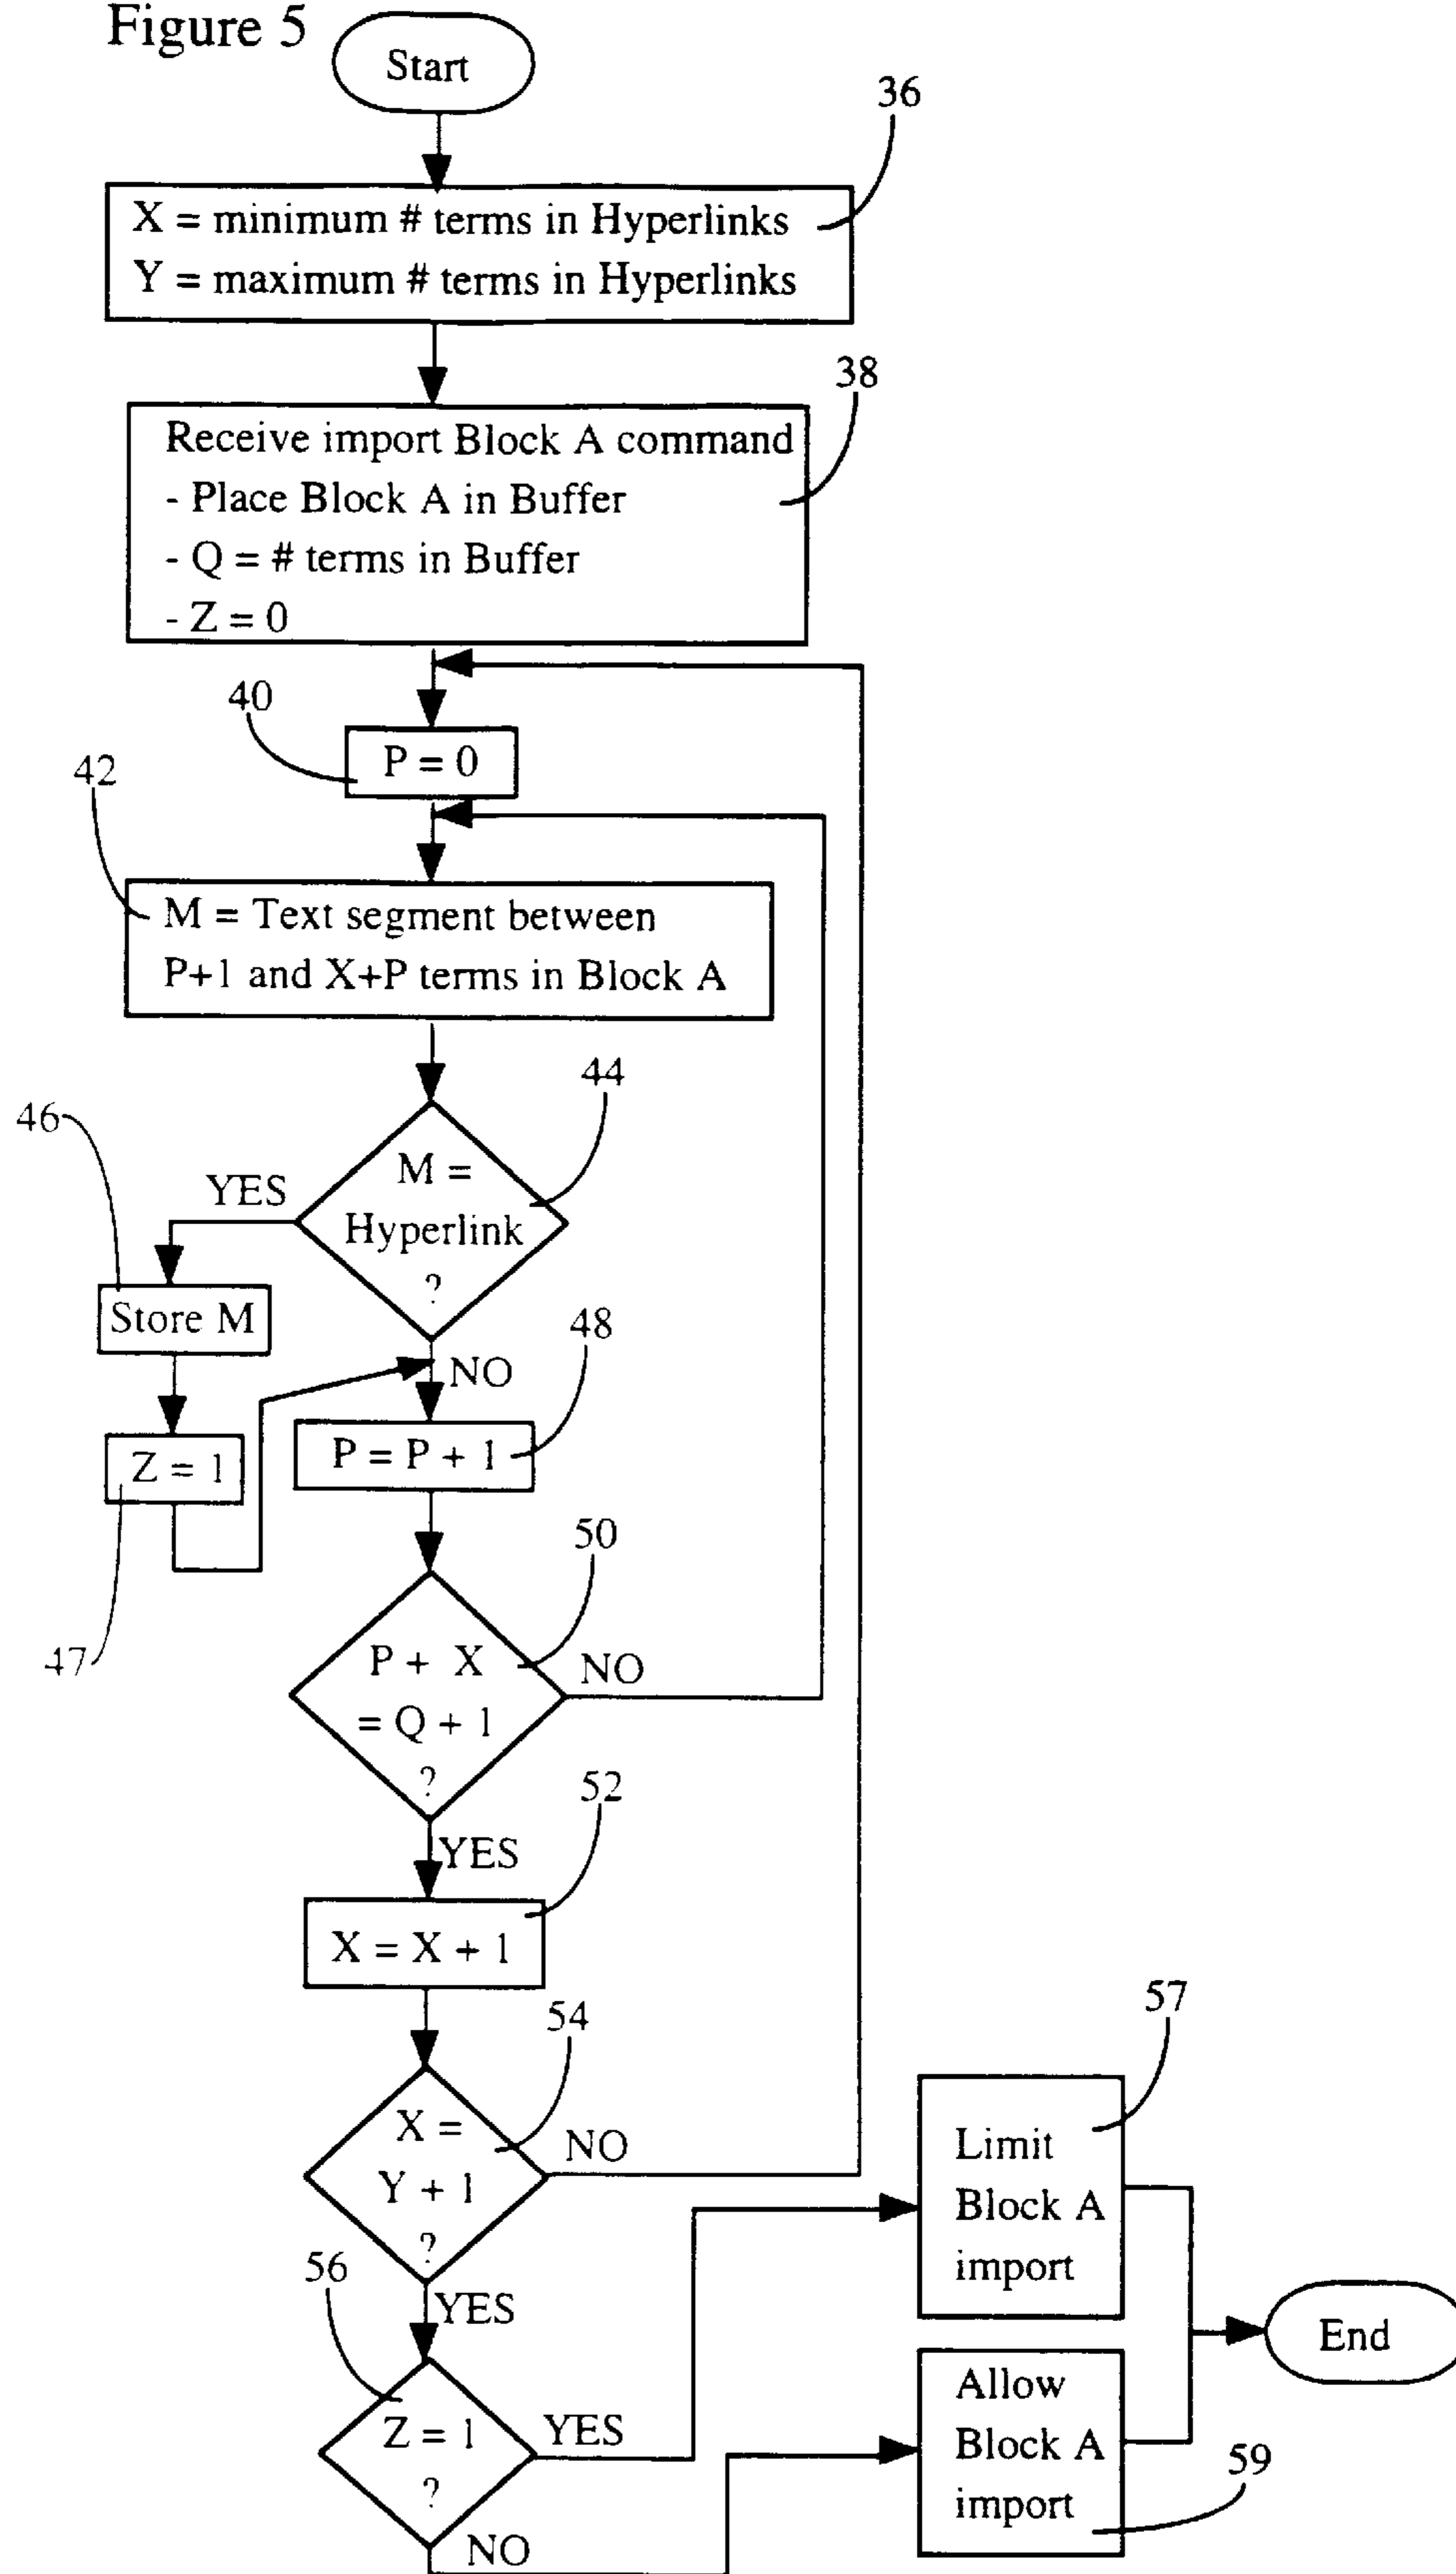 Figure 5
Start
36
X = minimum # terms in Hyperlinks
Y = maximum # terms in Hyperlinks
38
Receive import Block A command
- Place Block A in Buffer
- Q = # terms in Buffer
- Z = 0
40
P = 0
42
M = Text segment between
P+1 and X+P terms in Block A
44
46
M =
Hyperlink
?
YES
Store M
NO
48
P = P + 1
Z = 1
47
50
P + X
= Q + 1
?
NO
YES
52
X = X + 1
54
X =
Y + 1
?
NO
YES
57
Limit
Block A
import
56
Z = 1
?
YES
NO
Allow
Block A
import
59
End